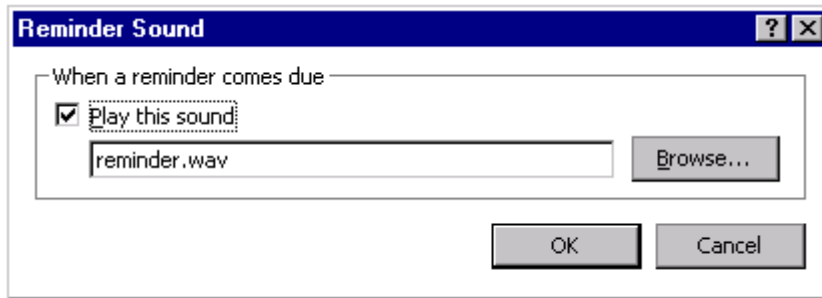 Reminder Sound
When a reminder comes due
Play this sound
reminder.wav
Browse...
OK
Cancel